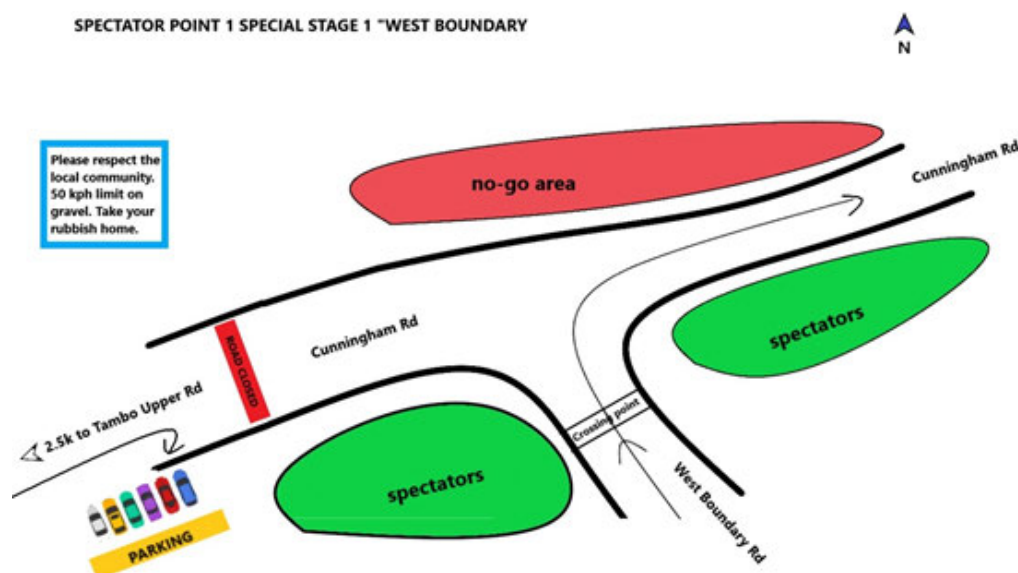 SPECTATOR POINT 1 SPECIAL STAGE 1 "WEST BOUNDARY
N
Please respect the
local community.
50 kph limit on
gravel. Take your
rubbish home.
no-go area
Cunningham Rd
spectators
Cunningham Rd
ROAD CLOSED
2.5k to Tambo Upper Rd
Crossing point
spectators
West Boundary Rd
PARKING